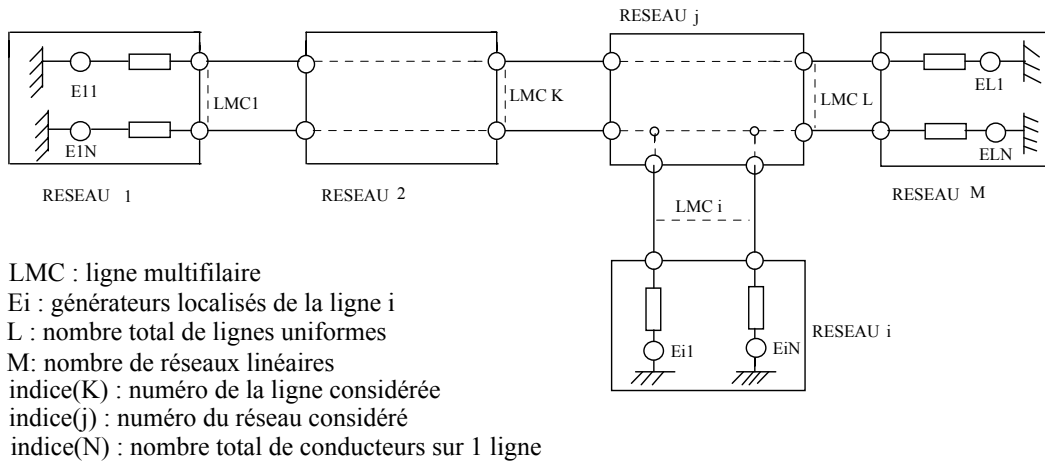 RESEAU j
E11
E1N
LMC1
LMC K
LMC L
EL1
ELN
RESEAU 1
RESEAU 2
RESEAU M
LMC i
Ei1
EiN
RESEAU i
LMC : ligne multifilaire
Ei : générateurs localisés de la ligne i
L : nombre total de lignes uniformes
M: nombre de réseaux linéaires
indice(K) : numéro de la ligne considérée
indice(j) : numéro du réseau considéré
indice(N) : nombre total de conducteurs sur 1 ligne